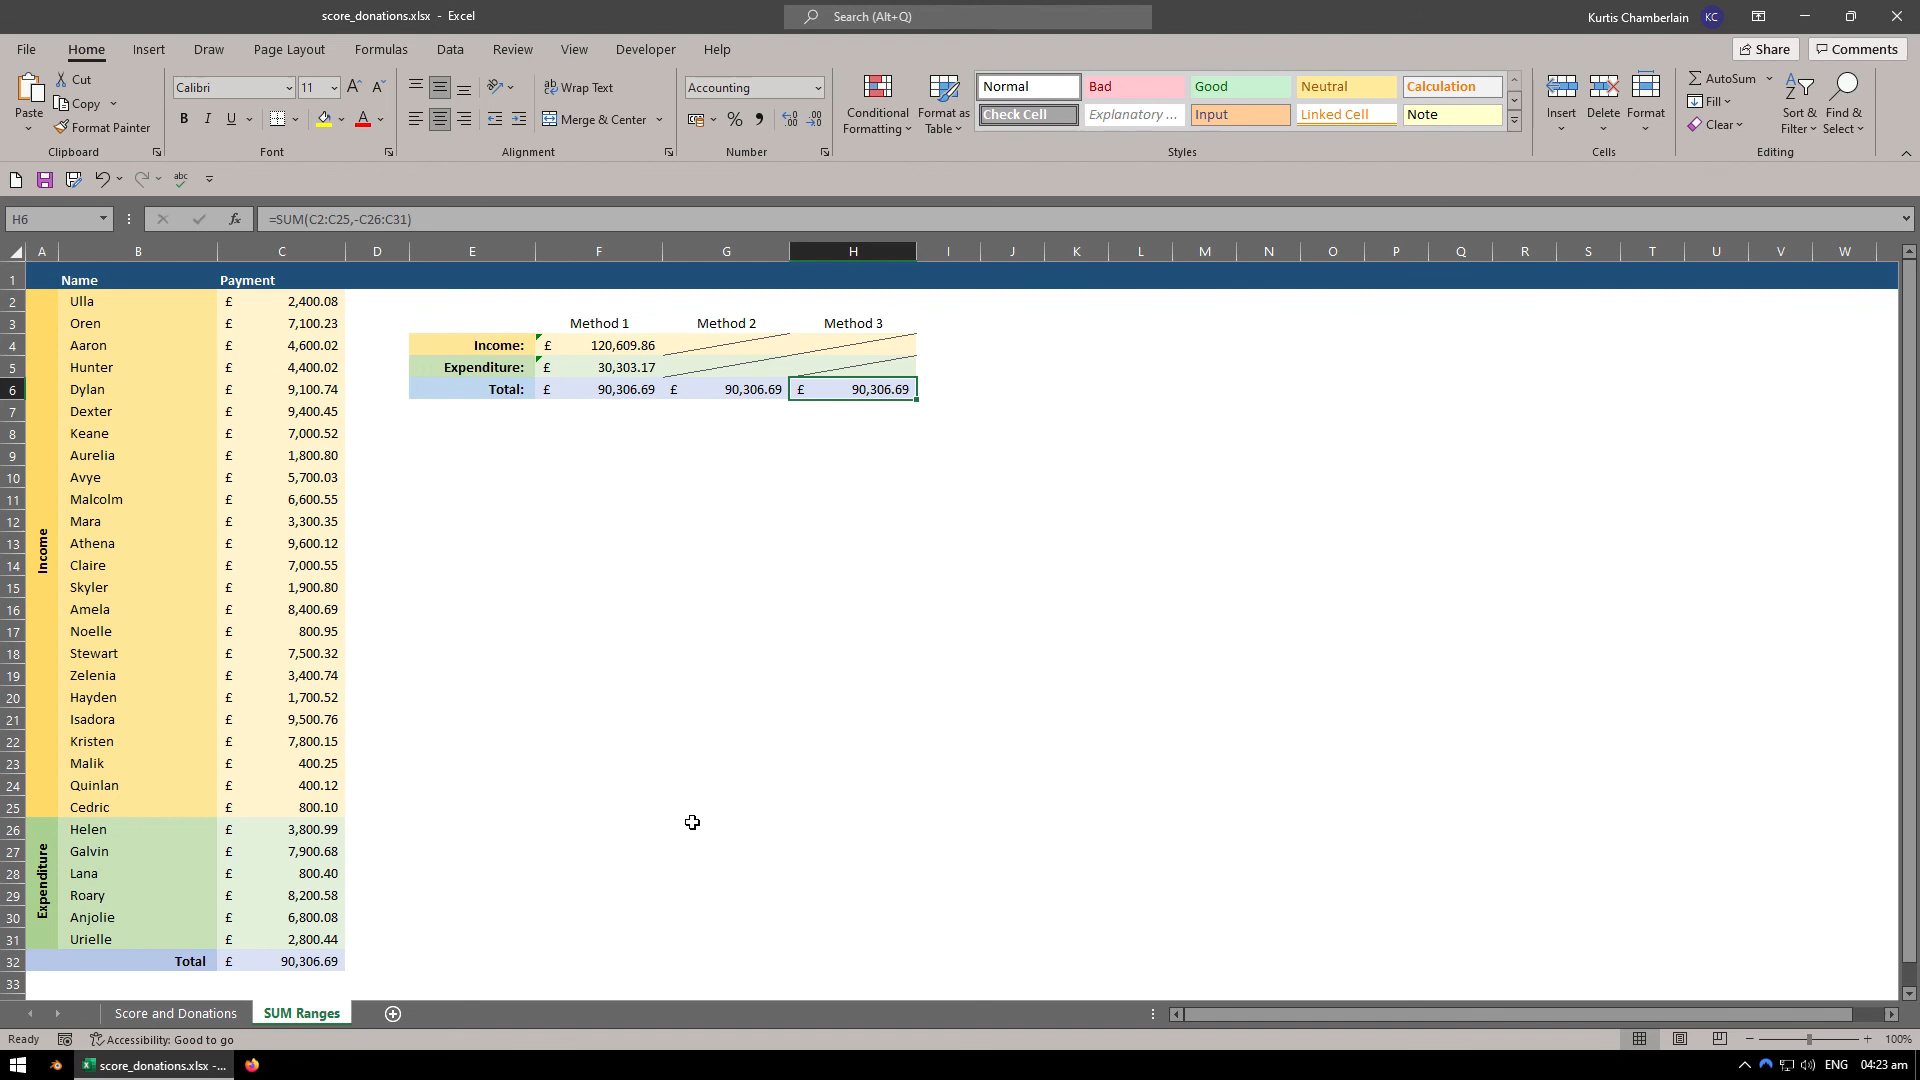 score_donations.xlsx - Excel
Search (Alt+Q)
Kurtis Chamberlain KC
File Home Insert Draw Page Layout Formulas Data Review View Developer Help
Share Comments
Paste
Cut
Copy
Format Painter
Clipboard
Calibri 11
B I U
Font
Wrap Text
Merge & Center
Alignment
Accounting
Number
Conditional Formatting
Format as Table
Normal Bad Good Neutral Calculation
Check Cell Explanatory ... Input Linked Cell Note
Styles
Insert Delete Format
Cells
AutoSum
Fill
Clear
Sort & Filter
Find & Select
Editing
H6 fx =SUM(C2:C25,-C26:C31)
A B C D E F G H I J K L M N O P Q R S T U V W
1 Name Payment
2 Ulla £ 2,400.08
3 Oren £ 7,100.23 Method 1 Method 2 Method 3
4 Aaron £ 4,600.02 Income: £ 120,609.86
5 Hunter £ 4,400.02 Expenditure: £ 30,303.17
6 Dylan £ 9,100.74 Total: £ 90,306.69 £ 90,306.69 £ 90,306.69
7 Dexter £ 9,400.45
8 Keane £ 7,000.52
9 Aurelia £ 1,800.80
10 Avye £ 5,700.03
11 Malcolm £ 6,600.55
12 Mara £ 3,300.35
13 Athena £ 9,600.12
Income
14 Claire £ 7,000.55
15 Skyler £ 1,900.80
16 Amela £ 8,400.69
17 Noelle £ 800.95
18 Stewart £ 7,500.32
19 Zelenia £ 3,400.74
20 Hayden £ 1,700.52
21 Isadora £ 9,500.76
22 Kristen £ 7,800.15
23 Malik £ 400.25
24 Quinlan £ 400.12
25 Cedric £ 800.10
26 Helen £ 3,800.99
27 Galvin £ 7,900.68
28 Lana £ 800.40
Expenditure
29 Roary £ 8,200.58
30 Anjolie £ 6,800.08
31 Urielle £ 2,800.44
32 Total £ 90,306.69
33
Score and Donations SUM Ranges
Ready Accessibility: Good to go 100%
score_donations.xlsx -... ENG 04:23 am